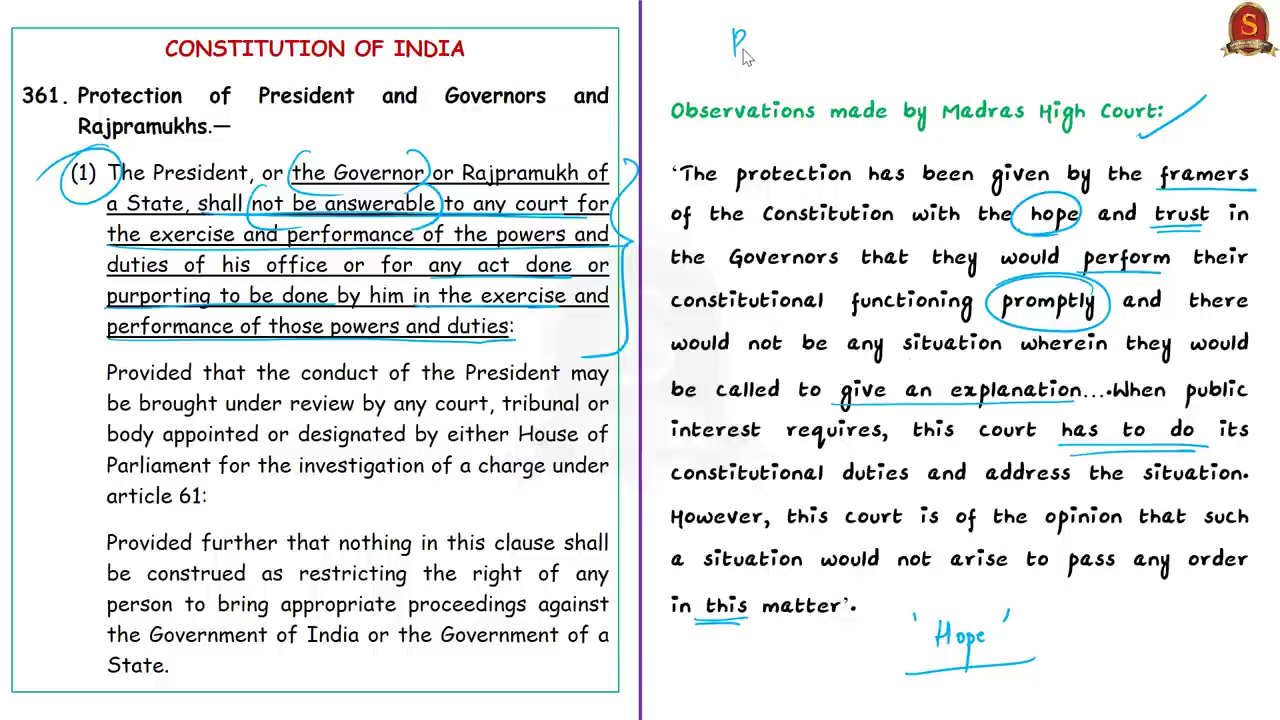 CONSTITUTION OF INDIA
361. Protection of President and Governors and
Rajpramukhs.—
(1) The President, or the Governor or Rajpramukh of
a State, shall not be answerable to any court for
the exercise and performance of the powers and
duties of his office or for any act done or
purporting to be done by him in the exercise and
performance of those powers and duties:
Provided that the conduct of the President may
be brought under review by any court, tribunal or
body appointed or designated by either House of
Parliament for the investigation of a charge under
article 61:
Provided further that nothing in this clause shall
be construed as restricting the right of any
person to bring appropriate proceedings against
the Government of India or the Government of a
State.
P
S
Observations made by Madras High Court:
‘The protection has been given by the framers
of the Constitution with the hope and trust in
the Governors that they would perform their
constitutional functioning promptly and there
would not be any situation wherein they would
be called to give an explanation....When public
interest requires, this court has to do its
constitutional duties and address the situation.
However, this court is of the opinion that such
a situation would not arise to pass any order
in this matter’.
‘Hope’